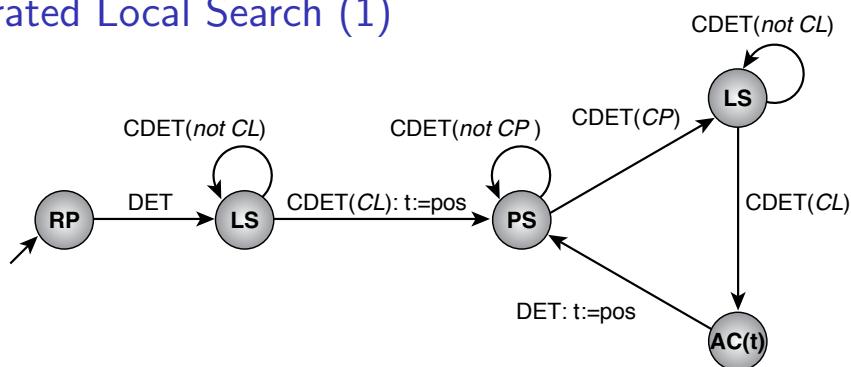 rated Local Search (1)
CDET(not CL)
CDET(not CL)
CDET(not CP )
CDET(CP)
LS
RP
DET
LS
CDET(CL): t:=pos
PS
CDET(CL)
DET: t:=pos
AC(t)